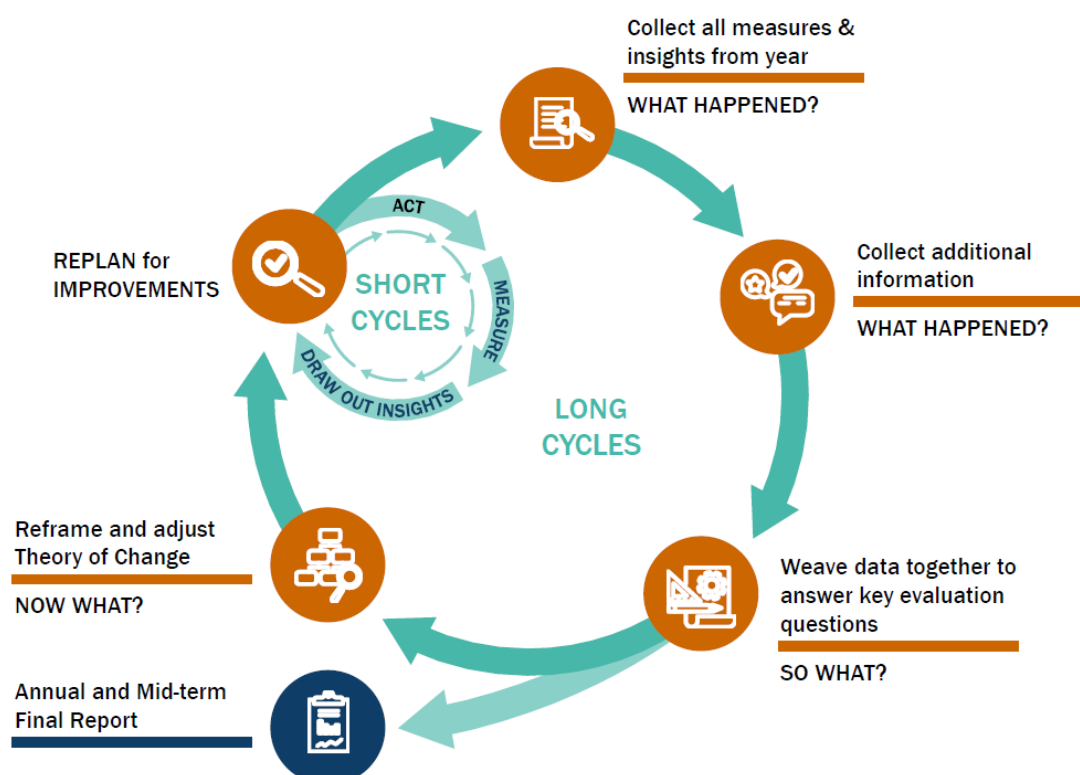 Collect all measures &
insights from year
WHAT HAPPENED?
Collect additional
information
WHAT HAPPENED?
Weave data together to
answer key evaluation
questions
SO WHAT?
Annual and Mid-term
Final Report
Reframe and adjust
Theory of Change
NOW WHAT?
REPLAN for
IMPROVEMENTS
ACT
MEASURE
DRAW OUT INSIGHTS
SHORT
CYCLES
LONG
CYCLES